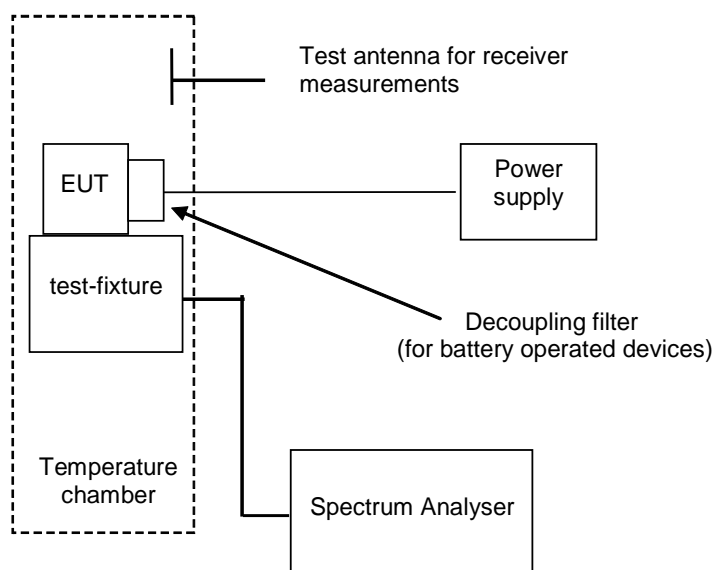 Test antenna for receiver
measurements
EUT
Power
supply
test-fixture
Decoupling filter
(for battery operated devices)
Temperature
chamber
Spectrum Analyser